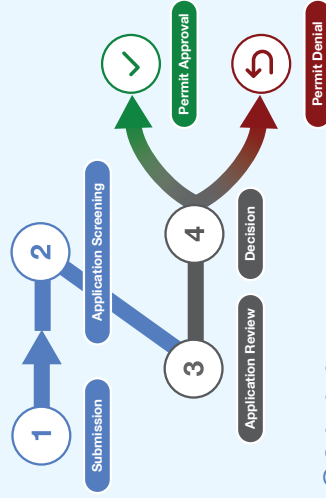 1
Submission
2
Application Screening
3
Application Review
4
Decision
Permit Approval
Permit Denial